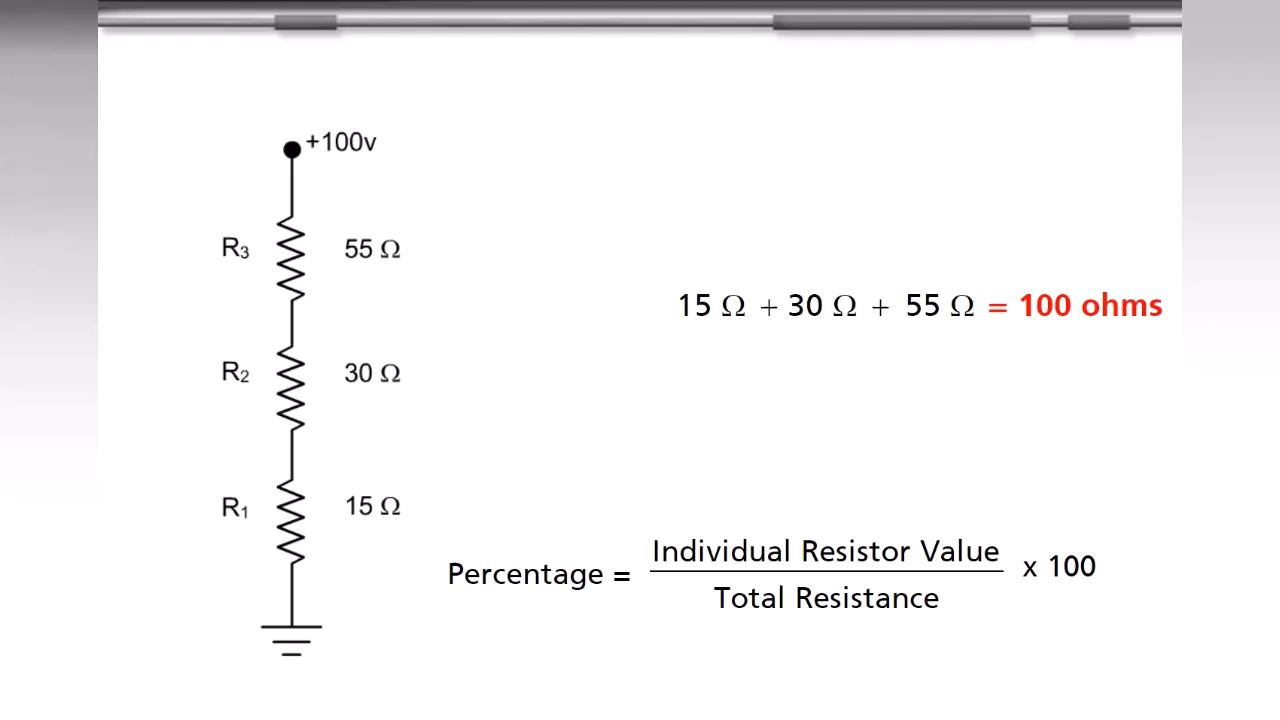 +100v
R₃ 55 Ω
15 Ω + 30 Ω + 55 Ω = 100 ohms
R₂ 30 Ω
R₁ 15 Ω
Individual Resistor Value
Percentage = x 100
Total Resistance